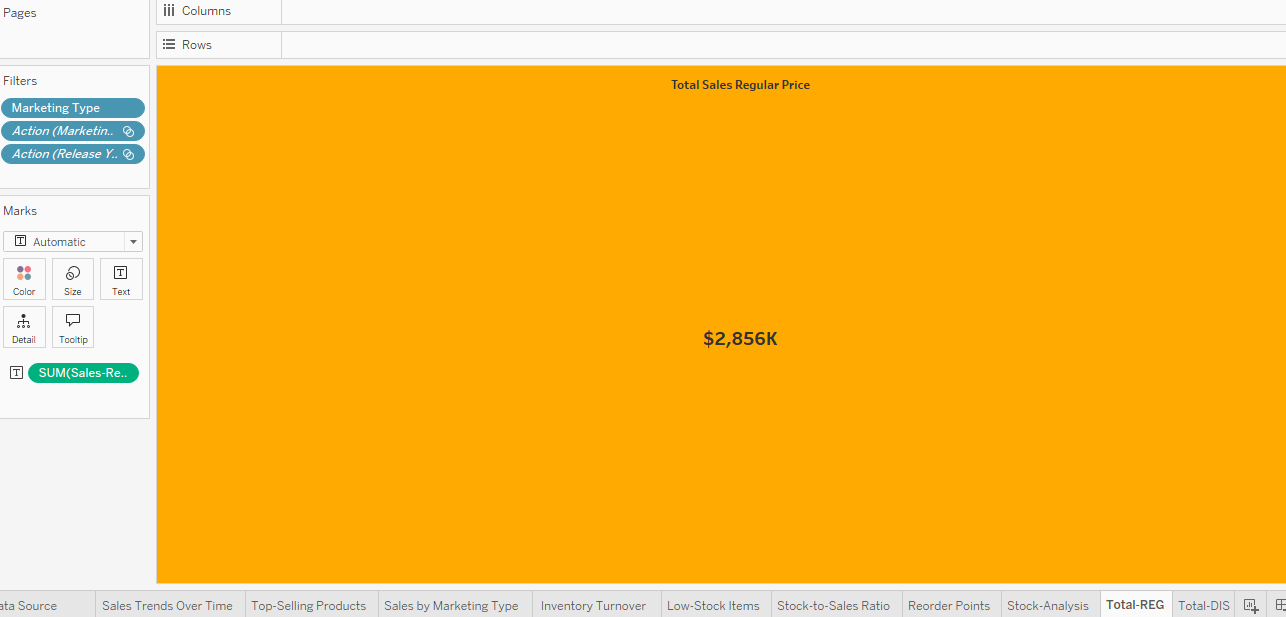 Pages
Columns
Rows
Filters
Marketing Type
Action (Marketin..
Action (Release Y..
Marks
Automatic
Color
Size
Text
Detail
Tooltip
SUM(Sales-Re..
Total Sales Regular Price
$2,856K
ata Source
Sales Trends Over Time
Top-Selling Products
Sales by Marketing Type
Inventory Turnover
Low-Stock Items
Stock-to-Sales Ratio
Reorder Points
Stock-Analysis
Total-REG
Total-DIS